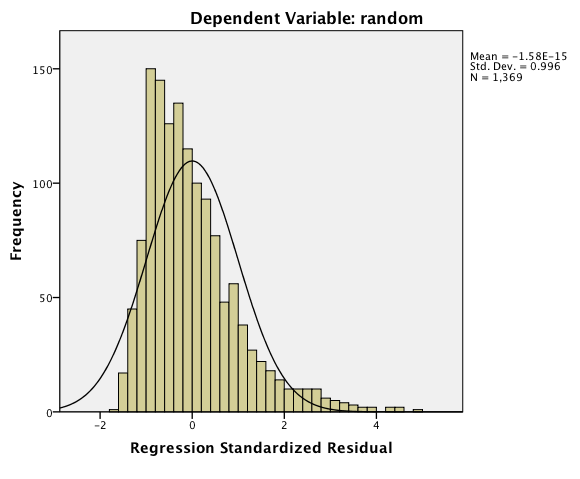 Dependent Variable: random
Mean = -1.58E-15
Std. Dev. = 0.996
N = 1,369
150
100
50
0
Frequency
-2
0
2
4
Regression Standardized Residual